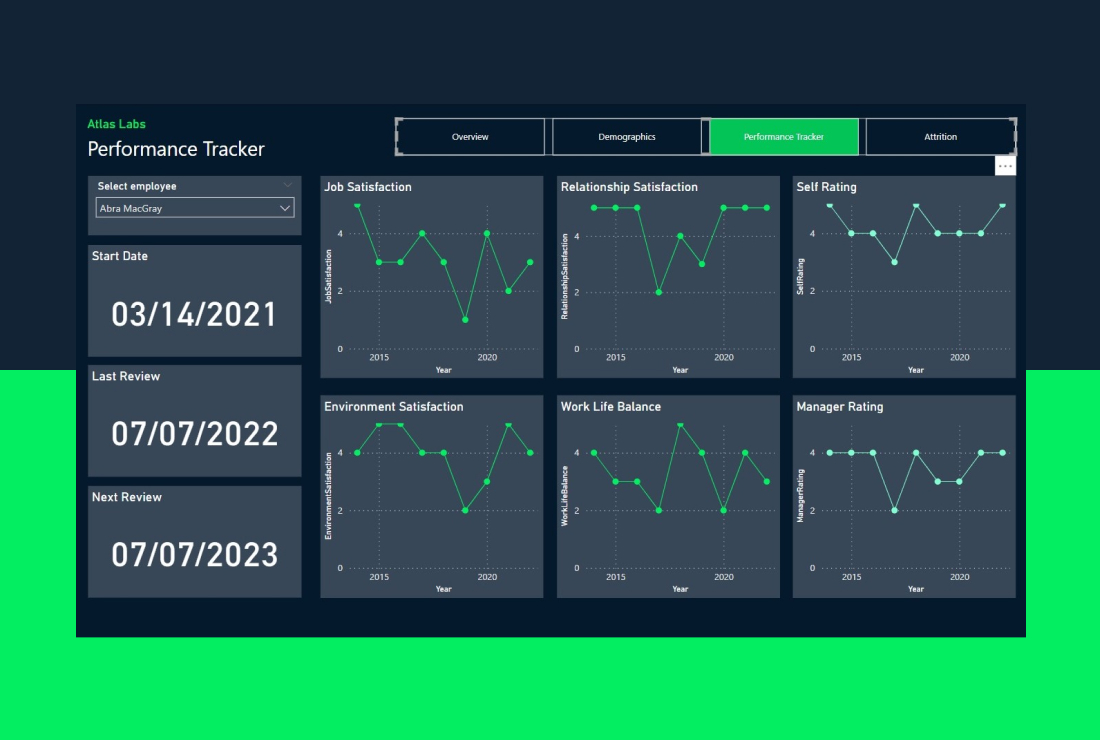 Atlas Labs
Performance Tracker
Overview
Demographics
Performance Tracker
Attrition
Select employee
Abra MacGray
Start Date
03/14/2021
Last Review
07/07/2022
Next Review
07/07/2023
Job Satisfaction
JobSatisfaction
4
2
0
2015
2020
Year
Relationship Satisfaction
RelationshipSatisfaction
4
2
0
2015
2020
Year
Self Rating
SelfRating
4
2
0
2015
2020
Year
Environment Satisfaction
EnvironmentSatisfaction
4
2
0
2015
2020
Year
Work Life Balance
WorkLifeBalance
4
2
0
2015
2020
Year
Manager Rating
ManagerRating
4
2
0
2015
2020
Year